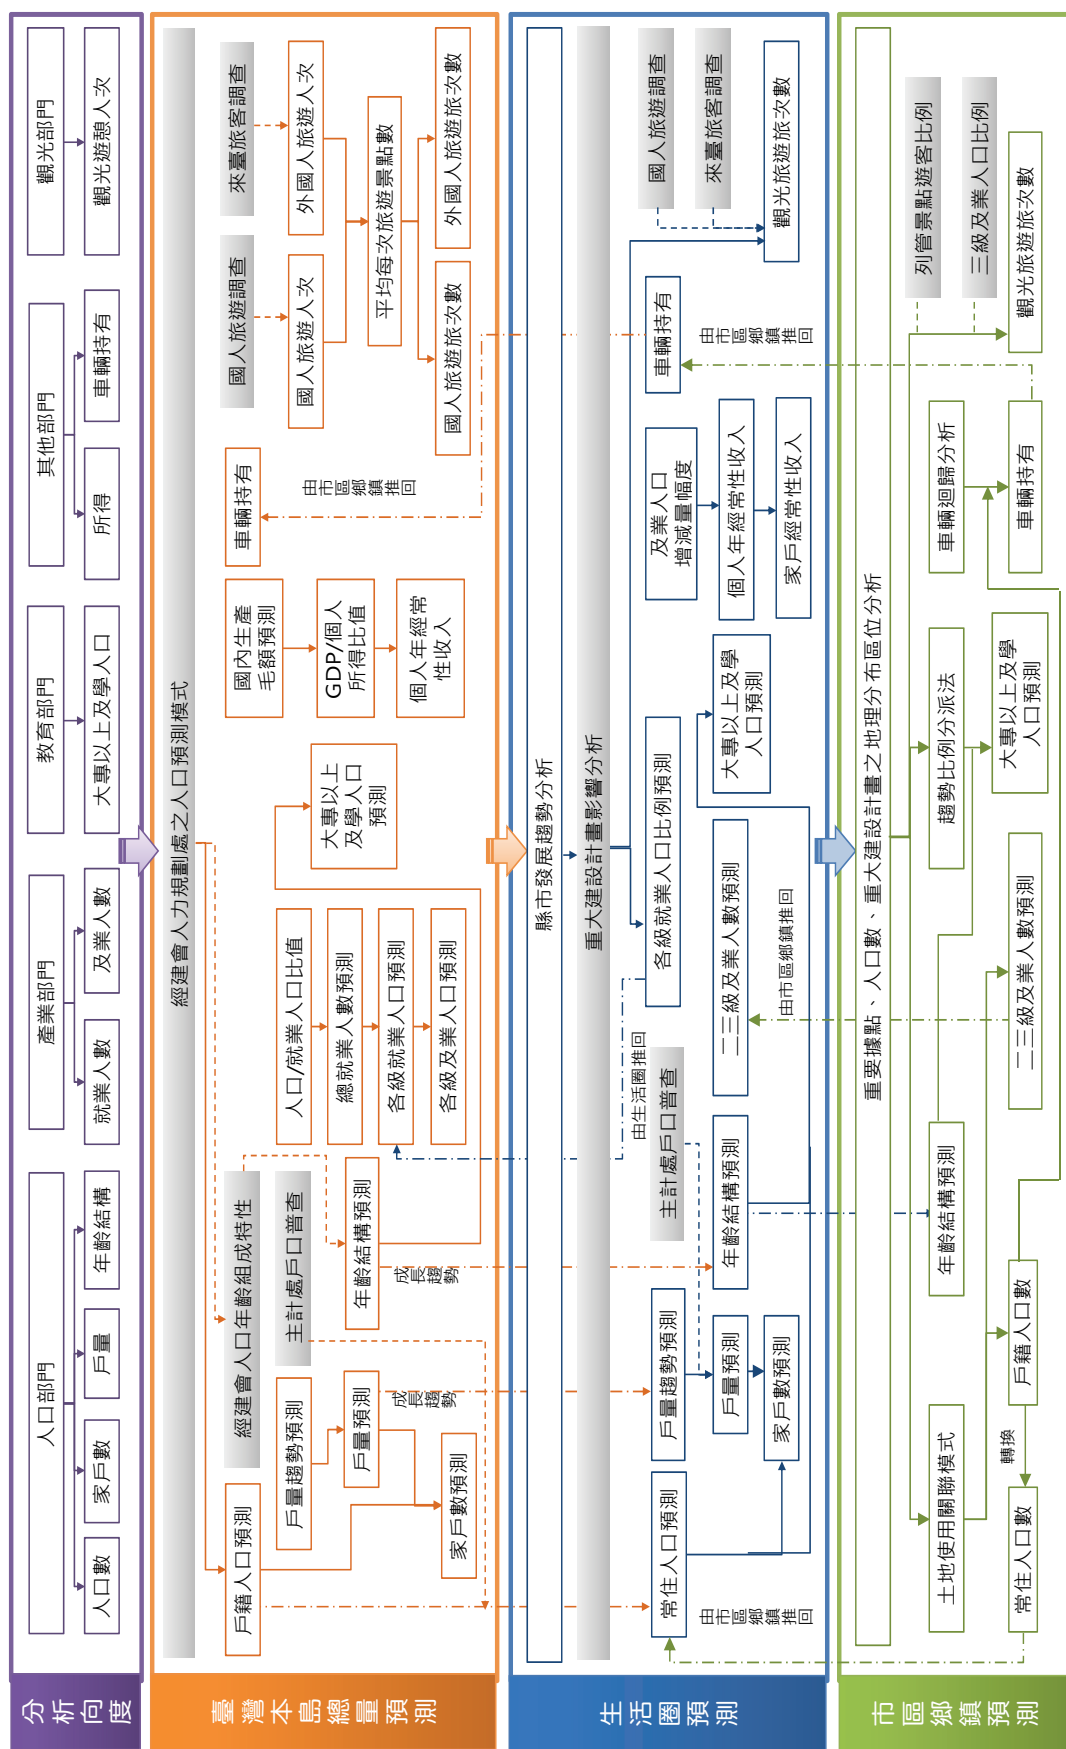 分析向度
人口部門
人口數
家戶數
戶量
年齡結構
產業部門
就業人數
及業人數
教育部門
大專以上及學人口
其他部門
所得
車輛持有
觀光部門
觀光遊憩人次
臺灣本島總量預測
經建會人力規劃處之人口預測模式
戶籍人口預測
經建會人口年齡組成特性
主計處戶口普查
戶量趨勢預測
戶量預測
家戶數預測
成長趨勢
年齡結構預測
成長趨勢
人口/就業人口比值
總就業人數預測
各級就業人口預測
各級及業人口預測
大專以上
及學人口
預測
國內生產
毛額預測
GDP/個人
所得比值
個人年經常
性收入
車輛持有
由市區鄉鎮推回
國人旅遊調查
來臺旅客調查
國人旅遊人次
外國人旅遊人次
平均每次旅遊景點數
國人旅遊旅次數
外國人旅遊旅次數
生活圈預測
縣市發展趨勢分析
重大建設計畫影響分析
常住人口預測
由市區鄉鎮推回
戶量趨勢預測
戶量預測
家戶數預測
主計處戶口普查
年齡結構預測
由生活圈推回
各級就業人口比例預測
二三級及業人數預測
由市區鄉鎮推回
大專以上及學
人口預測
及業人口
增減量幅度
個人年經常性收入
家戶經常性收入
車輛持有
由市區鄉鎮推回
國人旅遊調查
來臺旅客調查
觀光旅遊旅次數
市區鄉鎮預測
重要據點、人口數、重大建設計畫之地理分布區位分析
土地使用關聯模式
常住人口數
轉換
戶籍人口數
年齡結構預測
二三級及業人數預測
趨勢比例分派法
大專以上及學
人口預測
車輛迴歸分析
車輛持有
列管景點遊客比例
三級及業人口比例
觀光旅遊旅次數